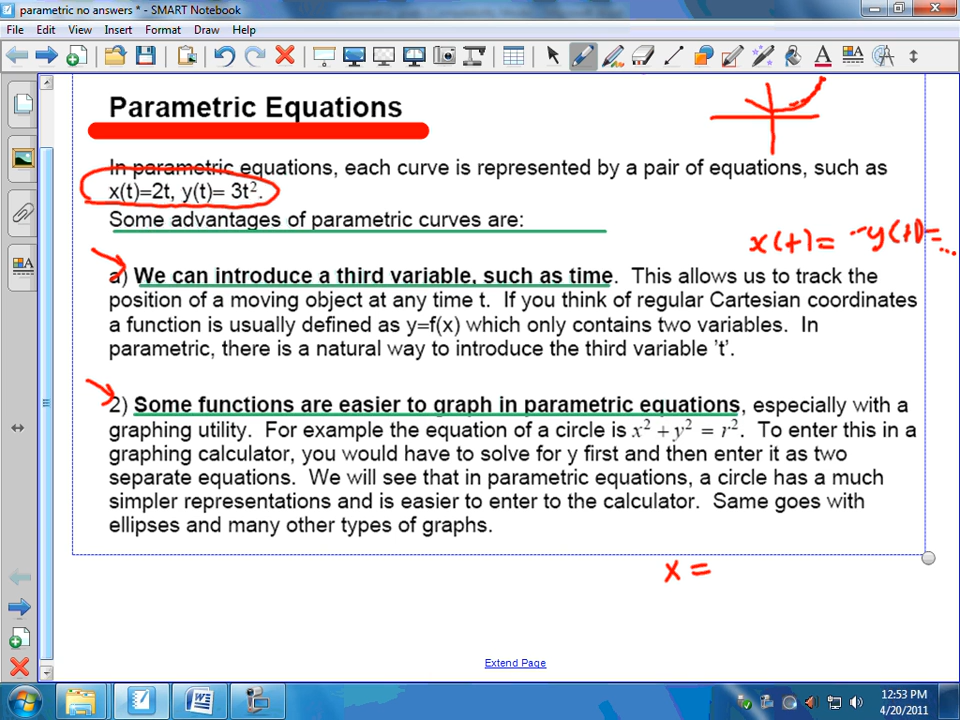 parametric no answers * - SMART Notebook
File Edit View Insert Format Draw Help
Parametric Equations
In parametric equations, each curve is represented by a pair of equations, such as
x(t)=2t, y(t)= 3t².
Some advantages of parametric curves are:
x(t)= y(t)=...
a) We can introduce a third variable, such as time. This allows us to track the
position of a moving object at any time t. If you think of regular Cartesian coordinates
a function is usually defined as y=f(x) which only contains two variables. In
parametric, there is a natural way to introduce the third variable 't'.
2) Some functions are easier to graph in parametric equations, especially with a
graphing utility. For example the equation of a circle is x² + y² = r². To enter this in a
graphing calculator, you would have to solve for y first and then enter it as two
separate equations. We will see that in parametric equations, a circle has a much
simpler representations and is easier to enter to the calculator. Same goes with
ellipses and many other types of graphs.
x =
Extend Page
12:53 PM
4/20/2011